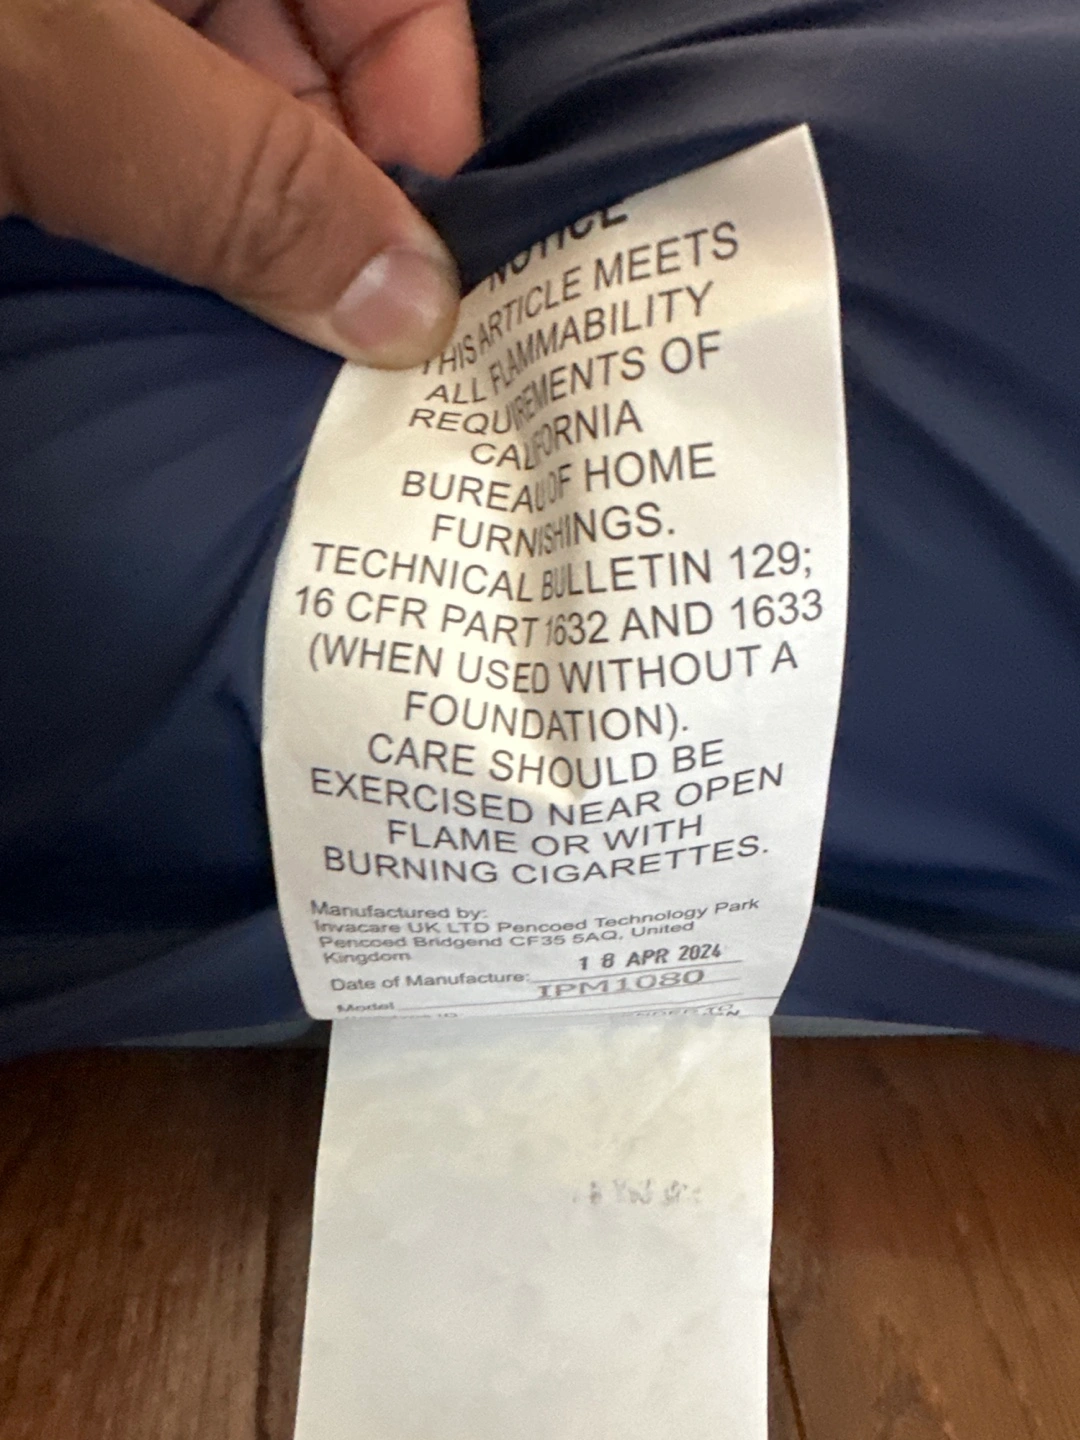 NOTICE
THIS ARTICLE MEETS
ALL FLAMMABILITY
REQUIREMENTS OF
CALIFORNIA
BUREAU OF HOME
FURNISHINGS.
TECHNICAL BULLETIN 129;
16 CFR PART 1632 AND 1633
(WHEN USED WITHOUT A
FOUNDATION).
CARE SHOULD BE
EXERCISED NEAR OPEN
FLAME OR WITH
BURNING CIGARETTES.
Manufactured by:
Invacare UK LTD Pencoed Technology Park
Pencoed Bridgend CF35 5AQ, United
Kingdom
Date of Manufacture: 18 APR 2024
Model IPM1080